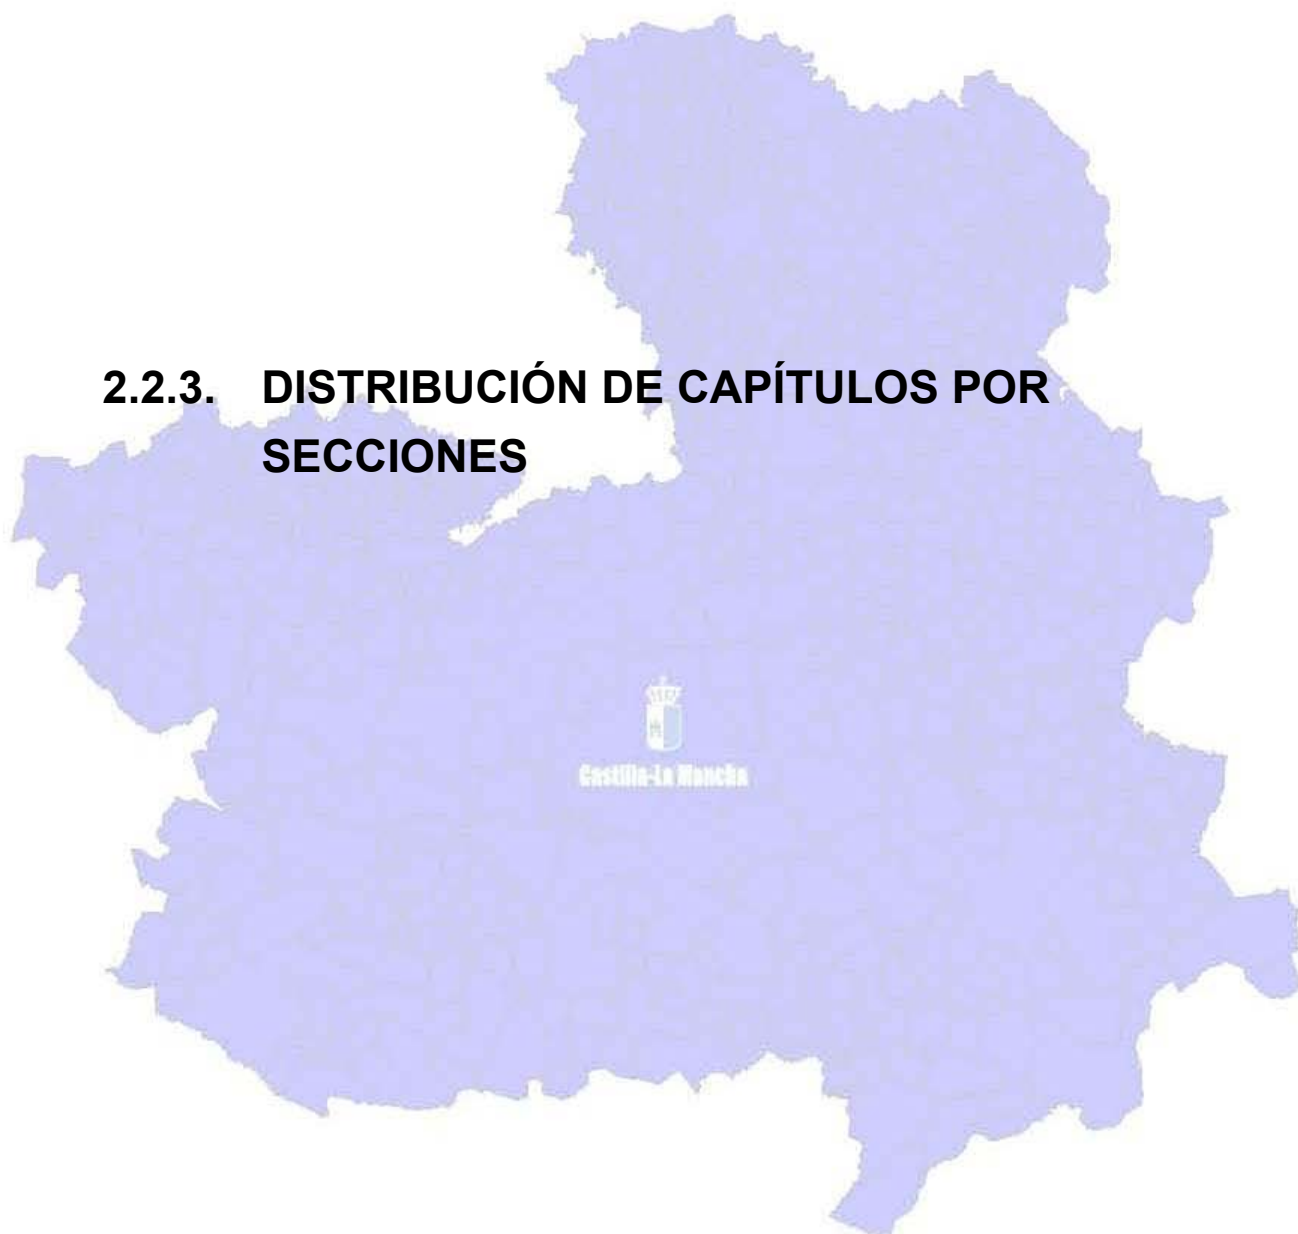 2.2.3. DISTRIBUCIÓN DE CAPÍTULOS POR
SECCIONES
Castilla-La Mancha